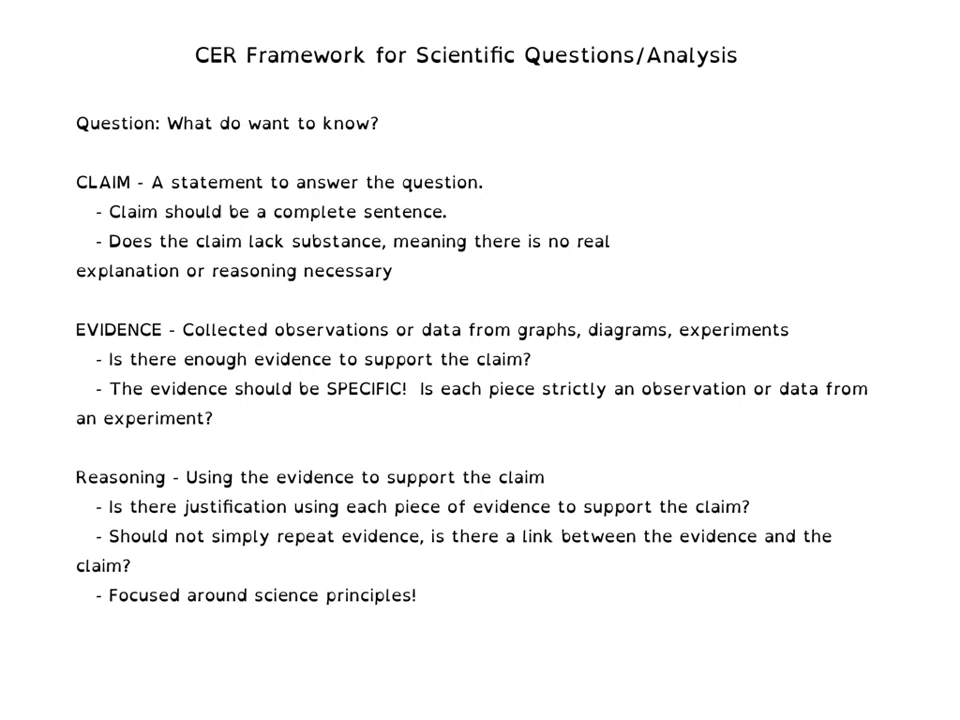 CER Framework for Scientific Questions/Analysis
Question: What do want to know?
CLAIM - A statement to answer the question.
- Claim should be a complete sentence.
- Does the claim lack substance, meaning there is no real
explanation or reasoning necessary
EVIDENCE - Collected observations or data from graphs, diagrams, experiments
- Is there enough evidence to support the claim?
- The evidence should be SPECIFIC!  Is each piece strictly an observation or data from
an experiment?
Reasoning - Using the evidence to support the claim
- Is there justification using each piece of evidence to support the claim?
- Should not simply repeat evidence, is there a link between the evidence and the
claim?
- Focused around science principles!